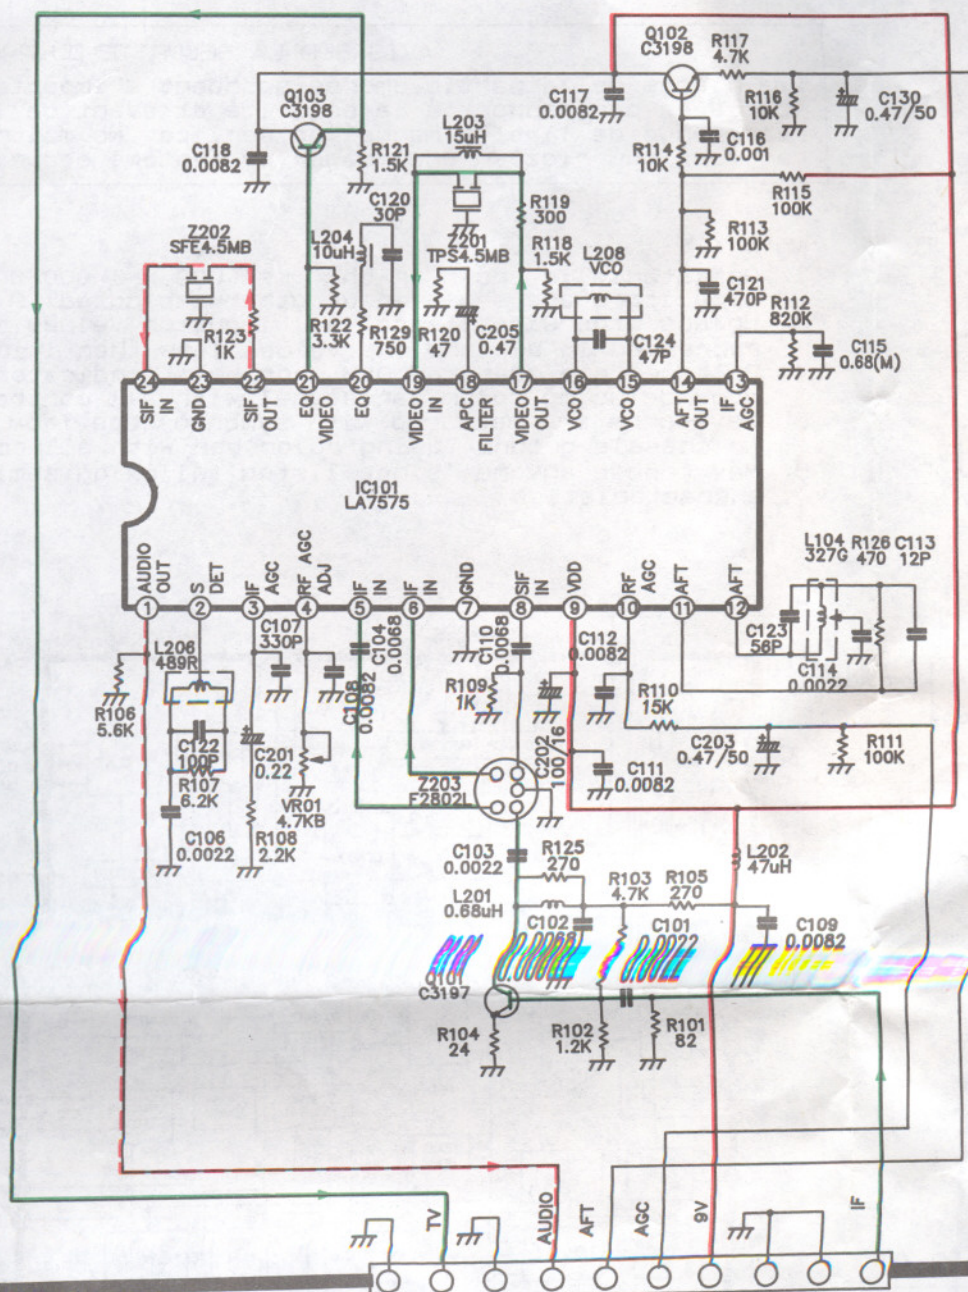 Q102
C3198
R117
4.7K
Q103
C3198
C117
0.0082
R116
10K
C130
0.47/50
L203
15uH
C116
0.001
C118
0.0082
R121
1.5K
R114
10K
C120
30P
R119
300
R115
100K
Z202
SFE4.5MB
L204
10uH
Z201
TPS4.5MB
R118
1.5K
L208
VCO
R113
100K
C121
470P
R112
820K
R123
1K
R122
3.3K
R129
750
R120
47
C205
0.47
C124
47P
C115
0.68(M)
24 23 22 21 20 19 18 17 16 15 14 13
SIF IN
GND
SIF OUT
EQ VIDEO
EQ
VIDEO IN
APC FILTER
VIDEO OUT
VCO
VCO
AFT OUT
IF AGC
IC101
LA7575
AUDIO OUT
S DET
IF AGC
RF AGC ADJ
IF IN
IF IN
GND
SIF IN
VDD
RF AGC
AFT
AFT
1 2 3 4 5 6 7 8 9 10 11 12
L104
327G
R126
470
C113
12P
C107
330P
C104
0.0068
C110
0.0068
C112
0.0082
C123
56P
C114
0.0022
L206
489R
C108
0.0082
R109
1K
R110
15K
R106
5.6K
C122
100P
C201
0.22
C202
100/16
C203
0.47/50
R111
100K
R107
6.2K
VR01
4.7KB
Z203
F2802L
C111
0.0082
C106
0.0022
R108
2.2K
C103
0.0022
R125
270
L202
47uH
R103
4.7K
R105
270
L201
0.68uH
C102
0.0068
C101
0.0022
C109
0.0082
Q101
C3197
R104
24
R102
1.2K
R101
82
TV
AUDIO
AFT
AGC
9V
IF